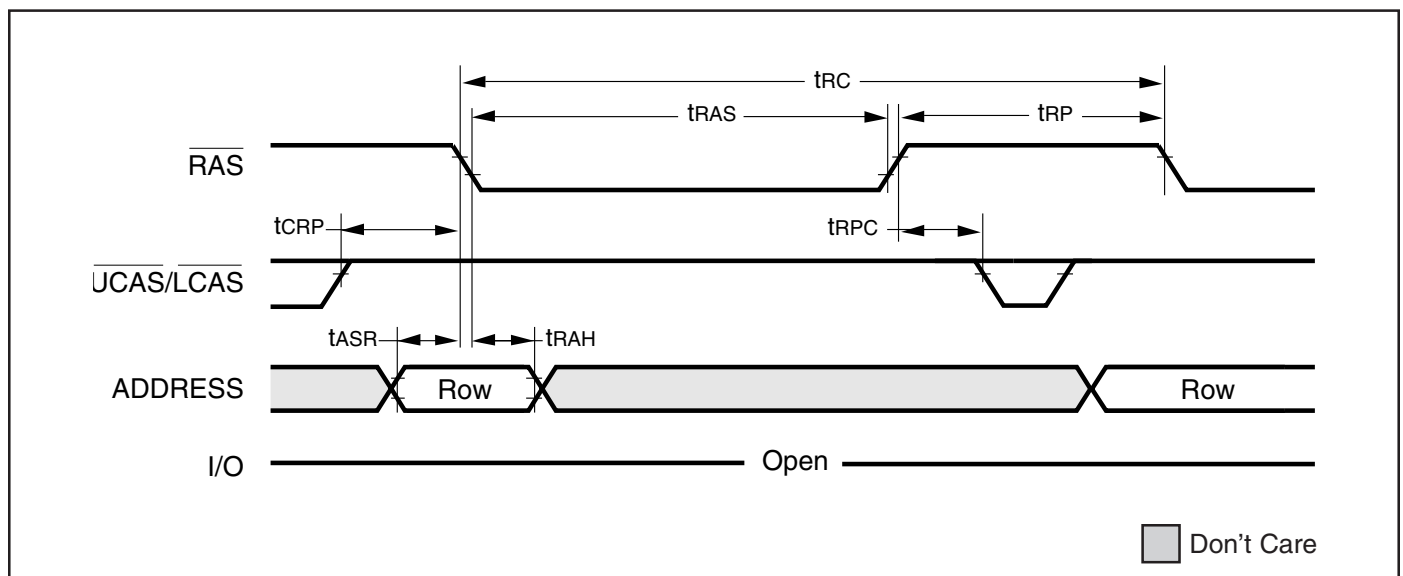 tRC
tRAS
tRP
RAS
tCRP
tRPC
UCAS/LCAS
tASR
tRAH
ADDRESS
Row
Row
I/O
Open
Don't Care